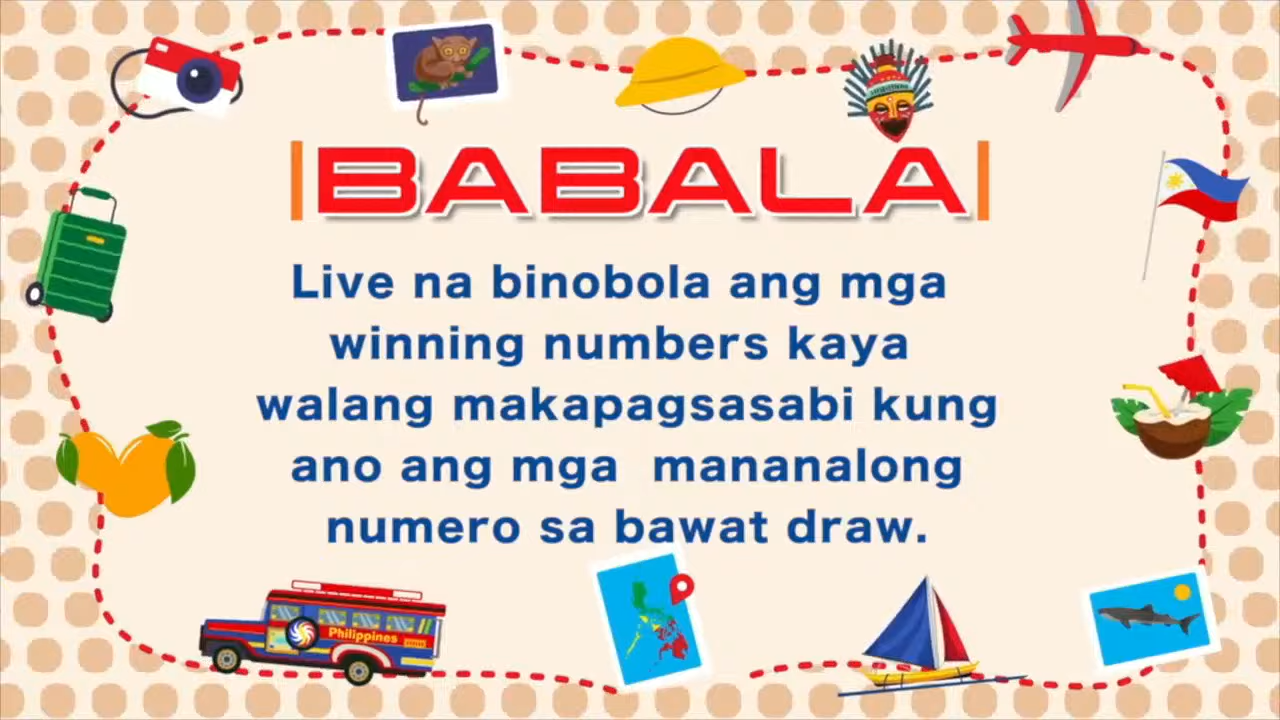 BABALA
Live na binobola ang mga
winning numbers kaya
walang makapagsasabi kung
ano ang mga mananalong
numero sa bawat draw.
Philippines